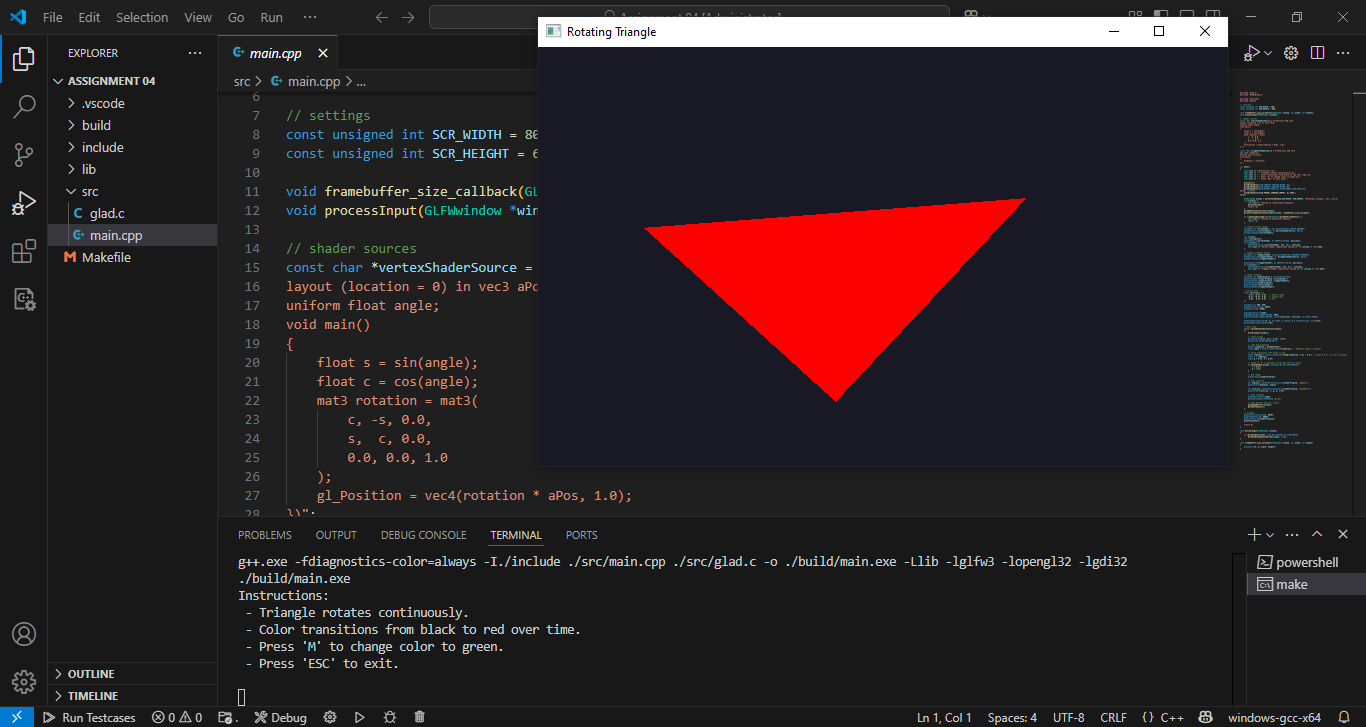 File Edit Selection View Go Run ···
Assignment 04 [Administrator]
Rotating Triangle
EXPLORER
ASSIGNMENT 04
.vscode
build
include
lib
src
glad.c
main.cpp
Makefile
OUTLINE
TIMELINE
main.cpp
src > main.cpp > ...
6
7 // settings
8 const unsigned int SCR_WIDTH = 80
9 const unsigned int SCR_HEIGHT = 6
10
11 void framebuffer_size_callback(GL
12 void processInput(GLFWwindow *win
13
14 // shader sources
15 const char *vertexShaderSource =
16 layout (location = 0) in vec3 aPo
17 uniform float angle;
18 void main()
19 {
20 float s = sin(angle);
21 float c = cos(angle);
22 mat3 rotation = mat3(
23 c, -s, 0.0,
24 s, c, 0.0,
25 0.0, 0.0, 1.0
26 );
27 gl_Position = vec4(rotation * aPos, 1.0);
28 })";
PROBLEMS OUTPUT DEBUG CONSOLE TERMINAL PORTS
g++.exe -fdiagnostics-color=always -I./include ./src/main.cpp ./src/glad.c -o ./build/main.exe -Llib -lglfw3 -lopengl32 -lgdi32
./build/main.exe
Instructions:
- Triangle rotates continuously.
- Color transitions from black to red over time.
- Press 'M' to change color to green.
- Press 'ESC' to exit.
powershell
make
Run Testcases 0 0 Debug Ln 1, Col 1 Spaces: 4 UTF-8 CRLF {} C++ windows-gcc-x64